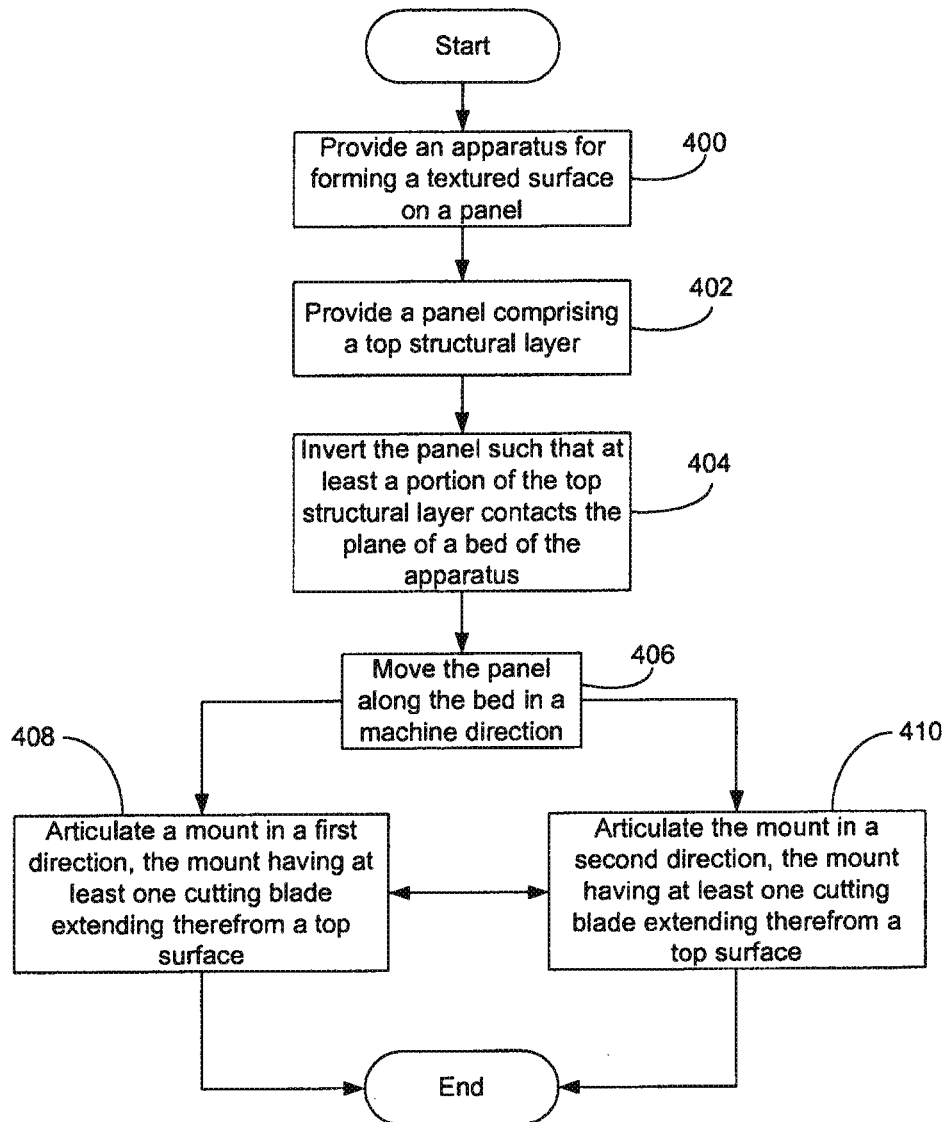 Start
Provide an apparatus for
forming a textured surface
on a panel
400
Provide a panel comprising
a top structural layer
402
Invert the panel such that at
least a portion of the top
structural layer contacts the
plane of a bed of the
apparatus
404
Move the panel
along the bed in a
machine direction
406
408
Articulate a mount in a first
direction, the mount having at
least one cutting blade
extending therefrom a top
surface
410
Articulate the mount in a
second direction, the mount
having at least one cutting
blade extending therefrom a
top surface
End